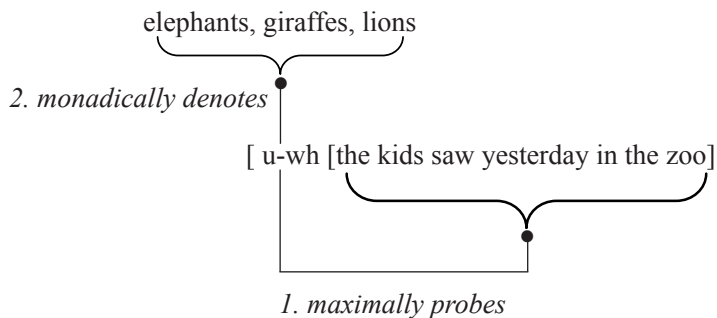 elephants, giraffes, lions
2. monadically denotes
[ u-wh [the kids saw yesterday in the zoo]
1. maximally probes